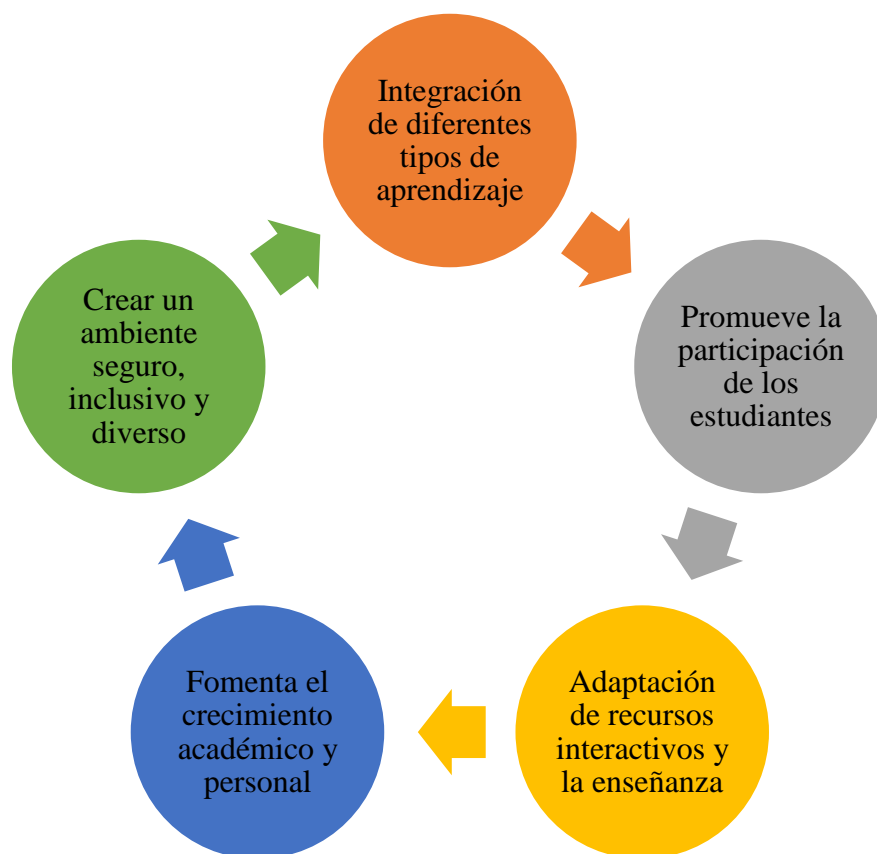 Integración
de diferentes
tipos de
aprendizaje
Promueve la
participación
de los
estudiantes
Adaptación
de recursos
interactivos y
la enseñanza
Fomenta el
crecimiento
académico y
personal
Crear un
ambiente
seguro,
inclusivo y
diverso